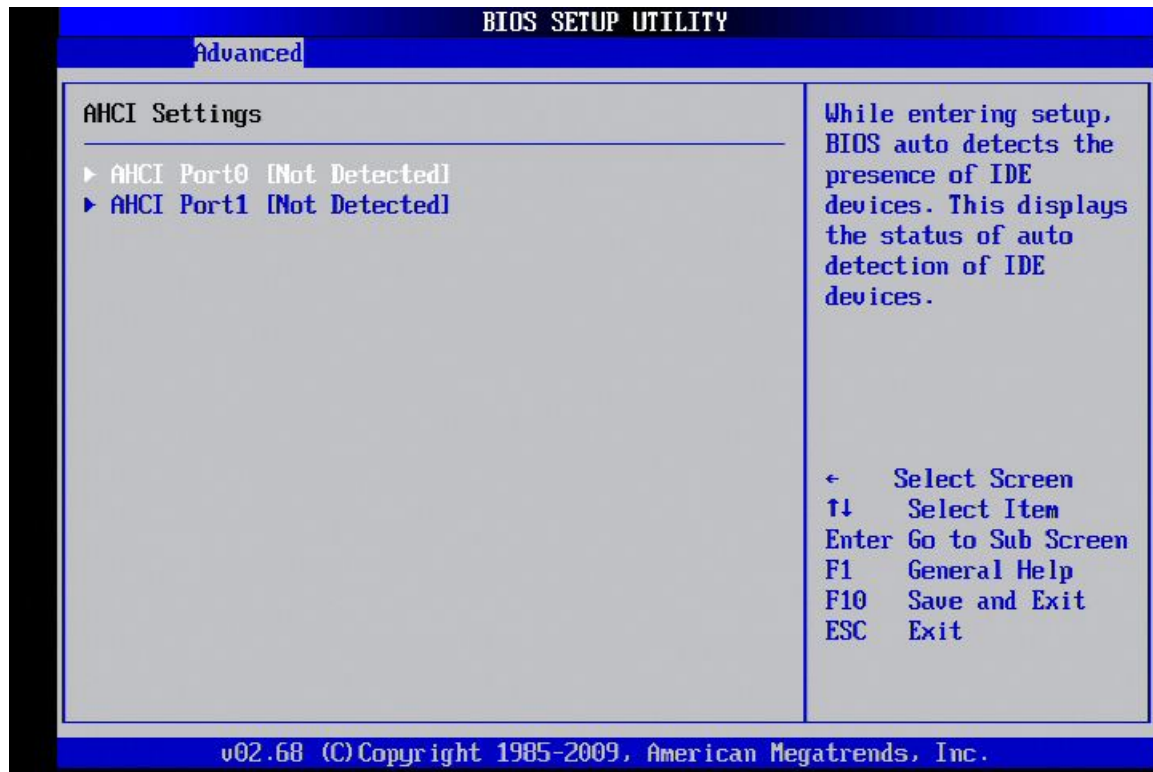 BIOS SETUP UTILITY
Advanced
AHCI Settings
▶ AHCI Port0 [Not Detected]
▶ AHCI Port1 [Not Detected]
While entering setup,
BIOS auto detects the
presence of IDE
devices. This displays
the status of auto
detection of IDE
devices.
← Select Screen
↑↓ Select Item
Enter Go to Sub Screen
F1 General Help
F10 Save and Exit
ESC Exit
v02.68 (C)Copyright 1985-2009, American Megatrends, Inc.